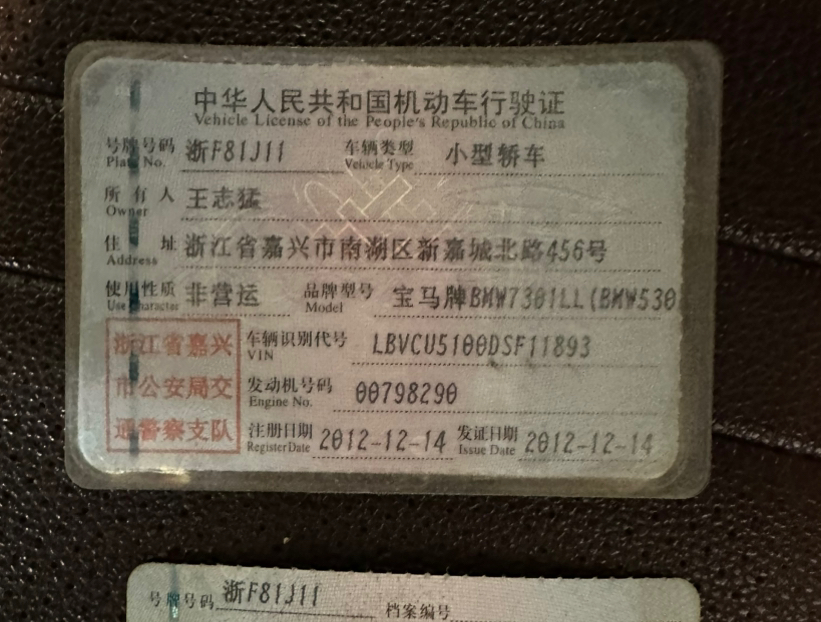 中华人民共和国机动车行驶证
Vehicle License of the People's Republic of China
号牌号码 浙F81J11 车辆类型 小型轿车
Plate No. Vehicle Type
所有人 王志猛
Owner
住址 浙江省嘉兴市南湖区新嘉城北路456号
Address
使用性质 非营运 品牌型号 宝马牌BMW7301LL(BMW530
Use Character Model
浙江省嘉兴
市公安局交
通警察支队
车辆识别代号 LBVCU5100DSF11893
VIN
发动机号码 00798290
Engine No.
注册日期 2012-12-14 发证日期 2012-12-14
Register Date Issue Date
号牌号码 浙F81J11 档案编号